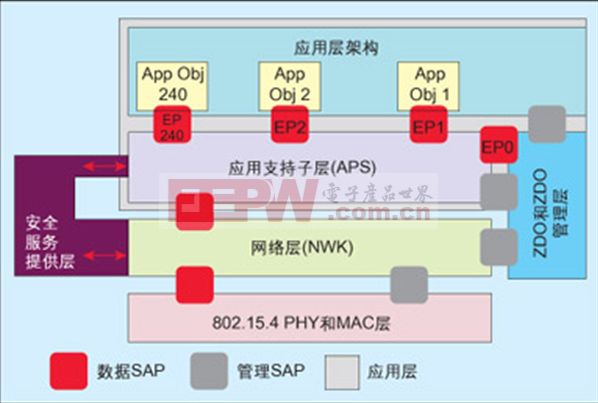 应用层架构
App Obj
240
App
Obj 2
App
Obj 1
EP
240
EP2
EP1
EP0
应用支持子层(APS)
EEPW 电子產品世界
.com.cn
安全
服务
提供层
网络层(NWK)
ZDO和ZDO
管理层
802.15.4 PHY和MAC层
数据SAP
管理SAP
应用层